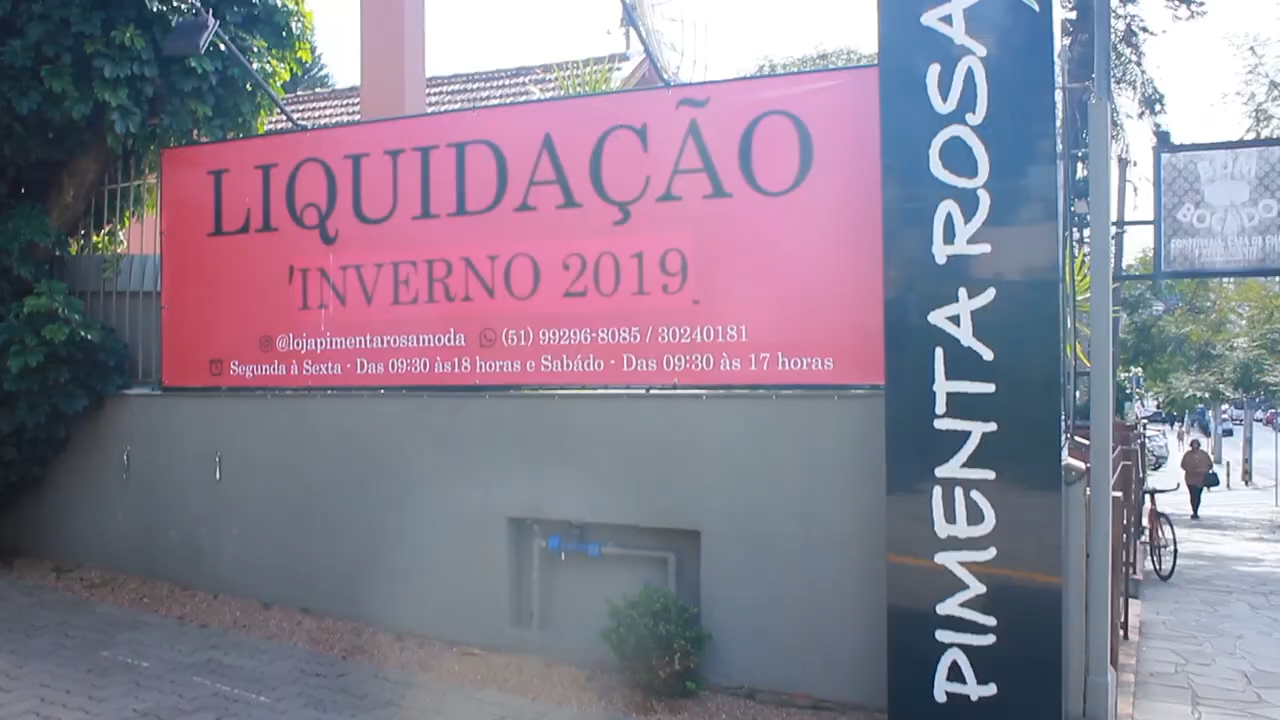 LIQUIDAÇÃO
'INVERNO 2019.
@lojapimentarosamoda (51) 99296-8085 / 30240181
Segunda à Sexta · Das 09:30 às18 horas e Sabádo · Das 09:30 às 17 horas
PIMENTA ROSA
BOCADO